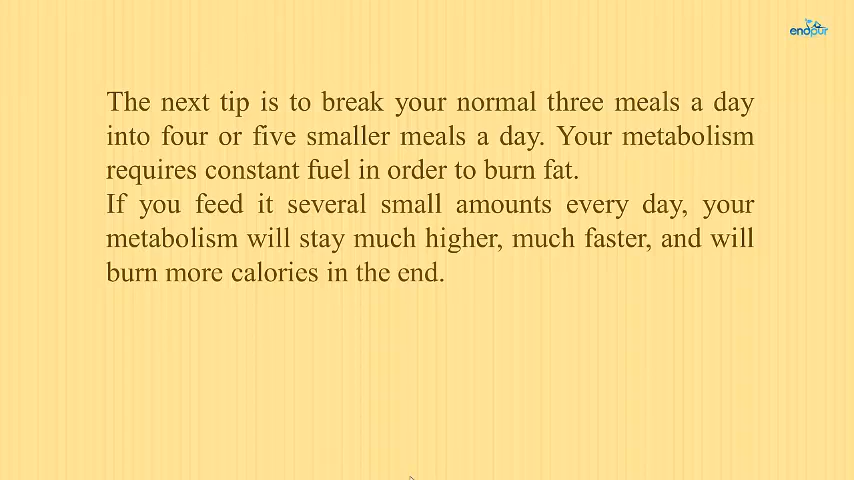 endpur
The next tip is to break your normal three meals a day
into four or five smaller meals a day. Your metabolism
requires constant fuel in order to burn fat.
If you feed it several small amounts every day, your
metabolism will stay much higher, much faster, and will
burn more calories in the end.